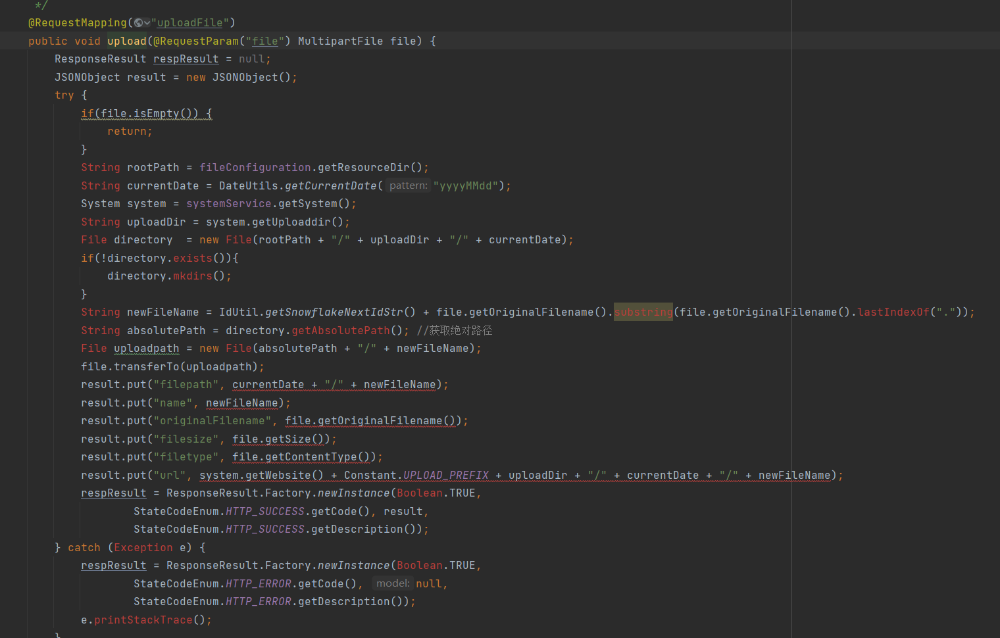 */
@RequestMapping("uploadFile")
public void upload(@RequestParam("file") MultipartFile file) {
ResponseResult respResult = null;
JSONObject result = new JSONObject();
try {
if(file.isEmpty()) {
return;
}
String rootPath = fileConfiguration.getResourceDir();
String currentDate = DateUtils.getCurrentDate( pattern: "yyyyMMdd");
System system = systemService.getSystem();
String uploadDir = system.getUploaddir();
File directory  = new File(rootPath + "/" + uploadDir + "/" + currentDate);
if(!directory.exists()){
directory.mkdirs();
}
String newFileName = IdUtil.getSnowflakeNextIdStr() + file.getOriginalFilename().substring(file.getOriginalFilename().lastIndexOf("."));
String absolutePath = directory.getAbsolutePath(); //获取绝对路径
File uploadpath = new File(absolutePath + "/" + newFileName);
file.transferTo(uploadpath);
result.put("filepath", currentDate + "/" + newFileName);
result.put("name", newFileName);
result.put("originalFilename", file.getOriginalFilename());
result.put("filesize", file.getSize());
result.put("filetype", file.getContentType());
result.put("url", system.getWebsite() + Constant.UPLOAD_PREFIX + uploadDir + "/" + currentDate + "/" + newFileName);
respResult = ResponseResult.Factory.newInstance(Boolean.TRUE,
StateCodeEnum.HTTP_SUCCESS.getCode(), result,
StateCodeEnum.HTTP_SUCCESS.getDescription());
} catch (Exception e) {
respResult = ResponseResult.Factory.newInstance(Boolean.TRUE,
StateCodeEnum.HTTP_ERROR.getCode(), model: null,
StateCodeEnum.HTTP_ERROR.getDescription());
e.printStackTrace();
}